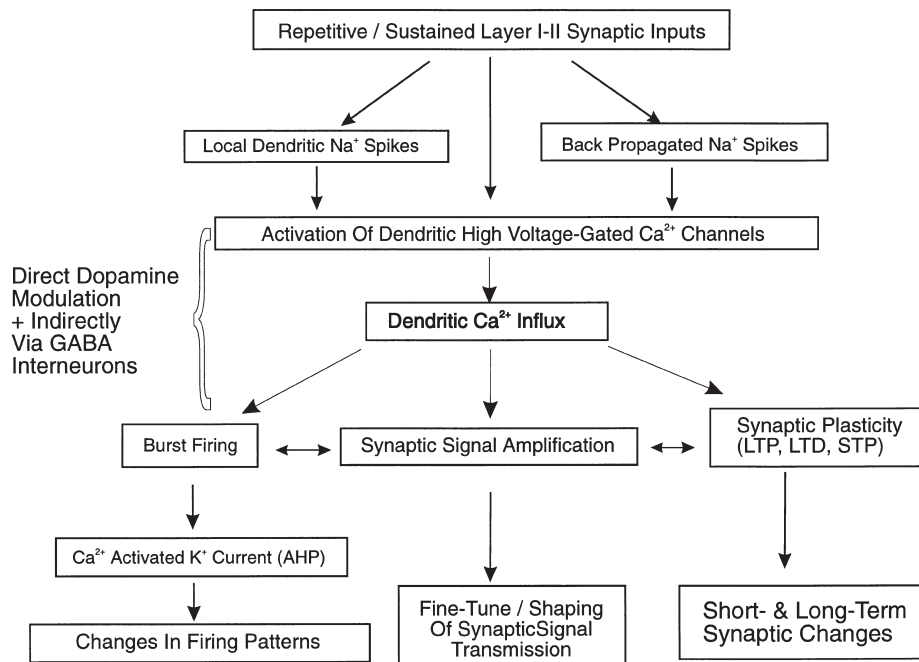 Repetitive / Sustained Layer I-II Synaptic Inputs
Local Dendritic Na⁺ Spikes
Back Propagated Na⁺ Spikes
Activation Of Dendritic High Voltage-Gated Ca²⁺ Channels
Direct Dopamine
Modulation
+ Indirectly
Via GABA
Interneurons
Dendritic Ca²⁺ Influx
Burst Firing
Synaptic Signal Amplification
Synaptic Plasticity
(LTP, LTD, STP)
Ca²⁺ Activated K⁺ Current (AHP)
Changes In Firing Patterns
Fine-Tune / Shaping
Of SynapticSignal
Transmission
Short- & Long-Term
Synaptic Changes